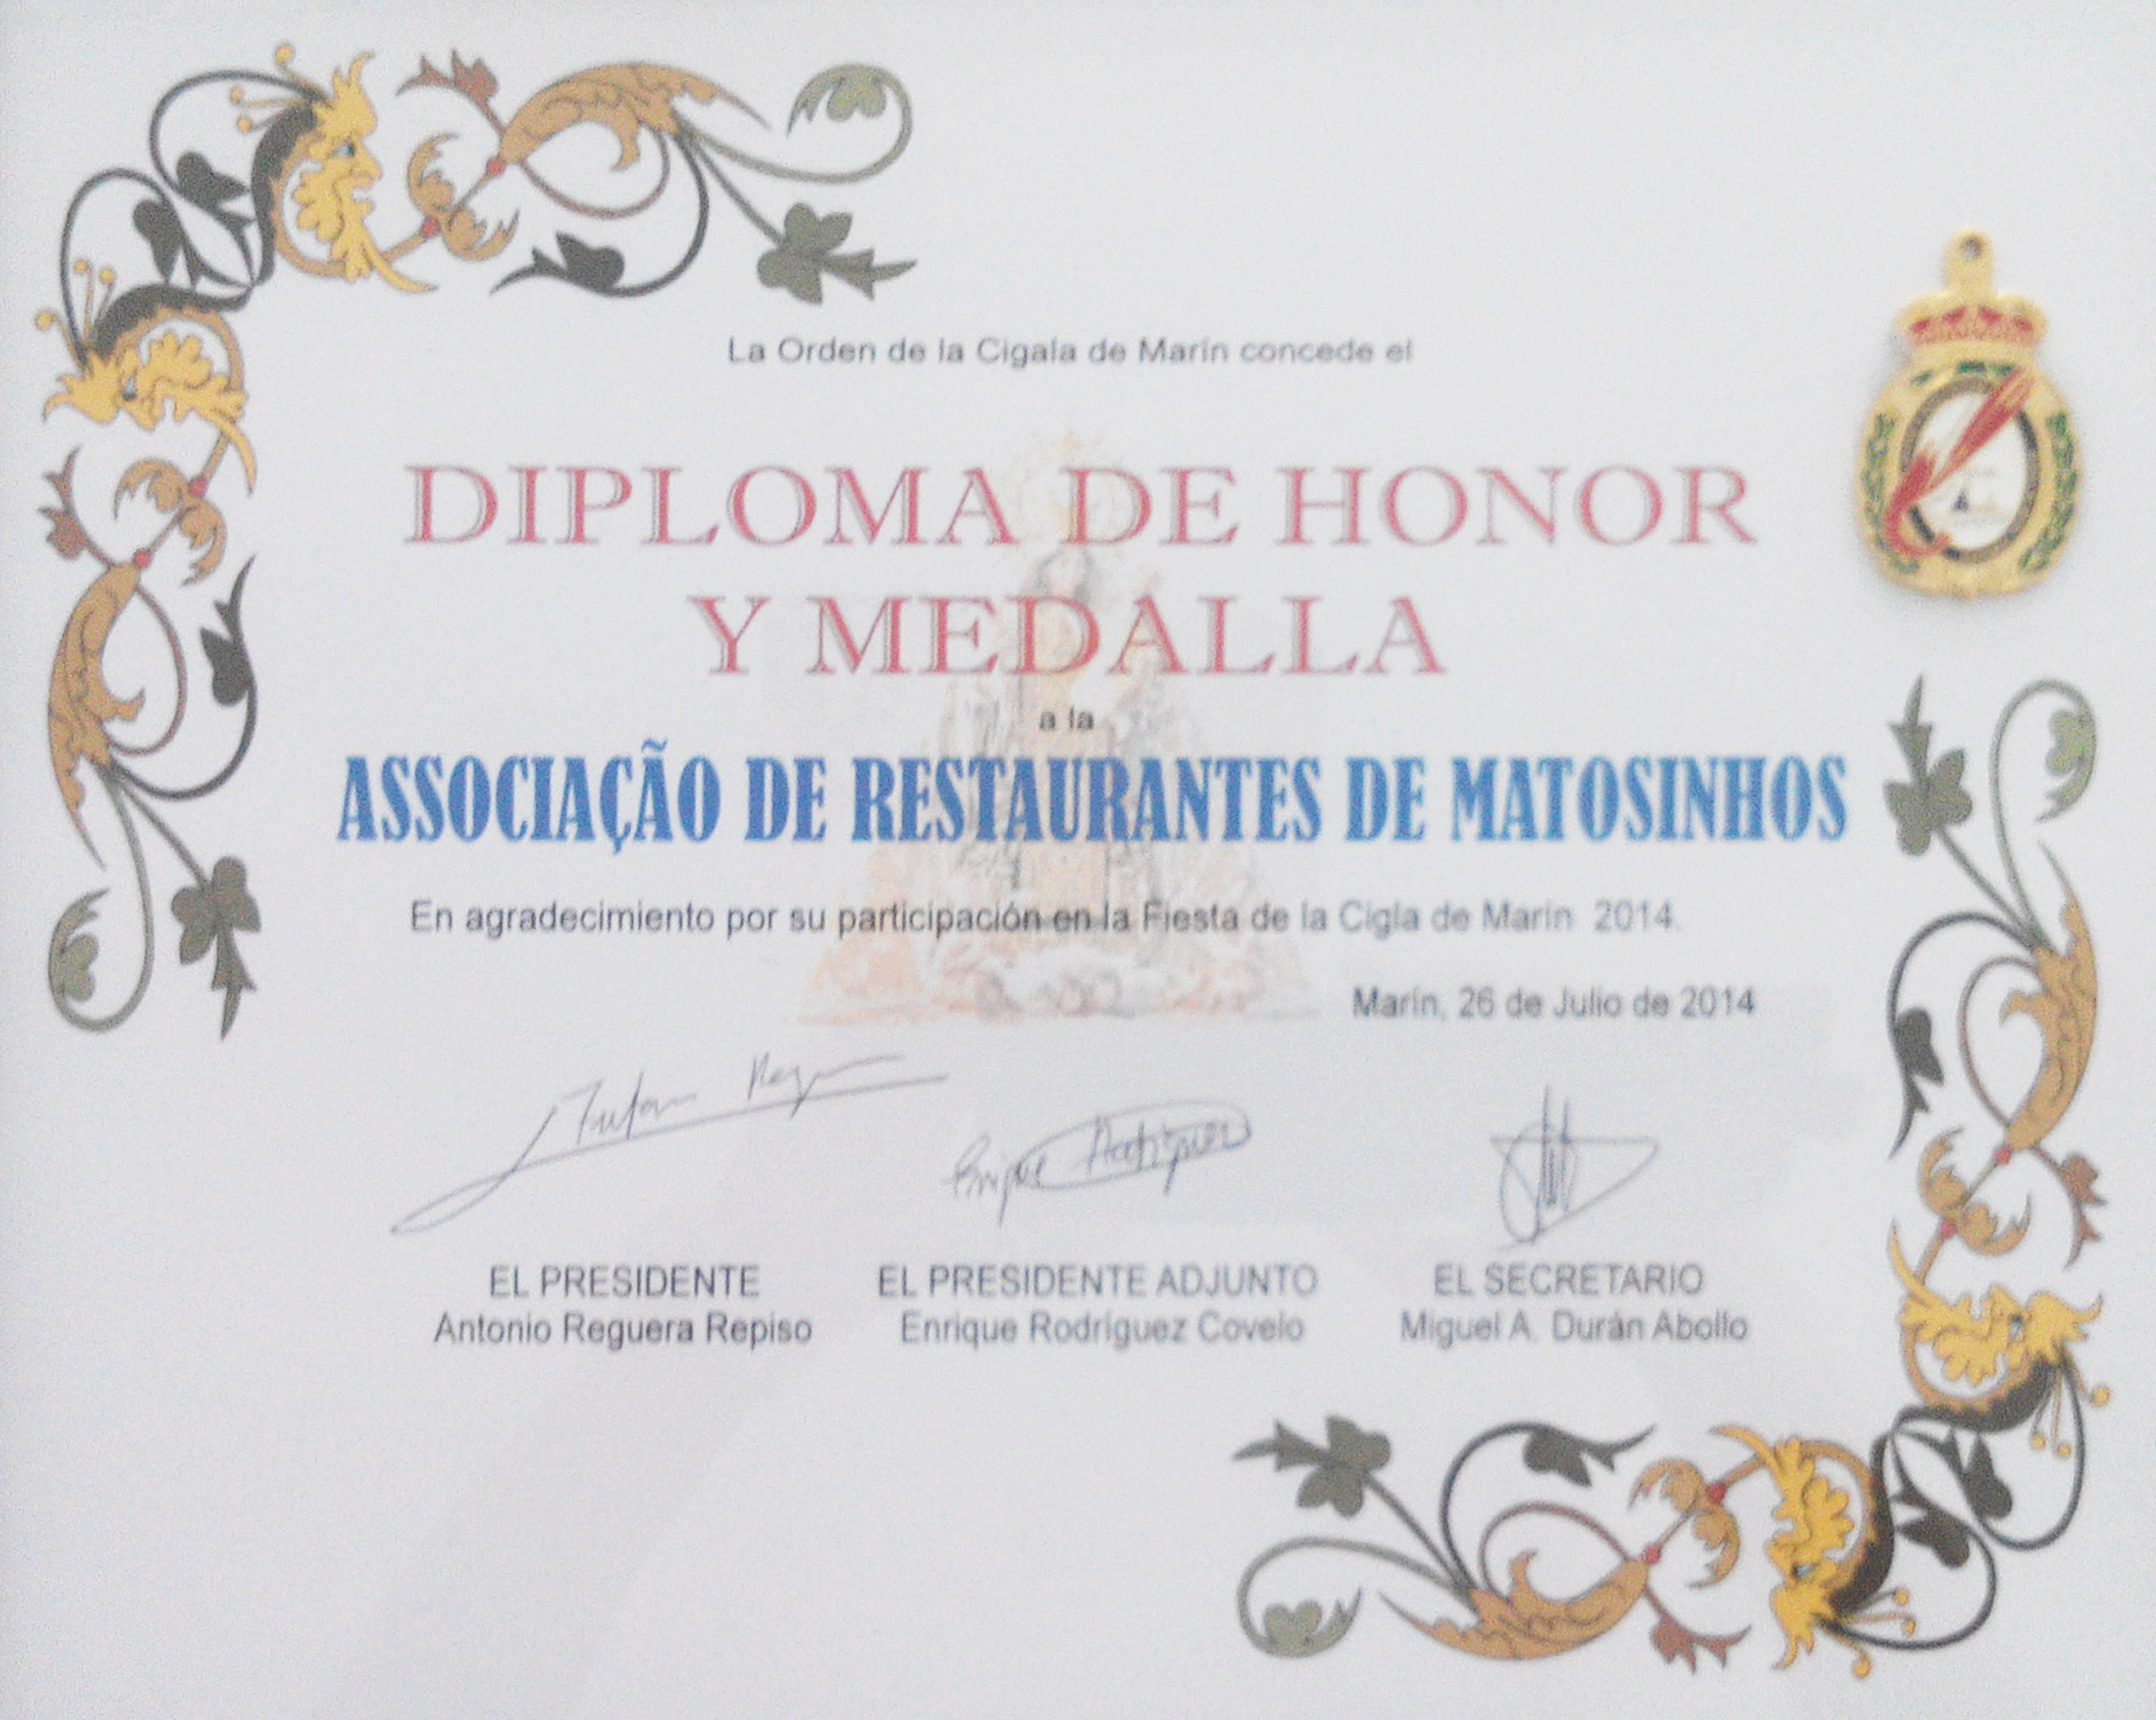 La Orden de la Cigala de Marín concede el
DIPLOMA DE HONOR
Y MEDALLA
a la
ASSOCIAÇÃO DE RESTAURANTES DE MATOSINHOS
En agradecimiento por su participación en la Fiesta de la Cigla de Marín 2014.
Marín, 26 de Julio de 2014
Enrique Rodriguez
EL PRESIDENTE EL PRESIDENTE ADJUNTO EL SECRETARIO
Antonio Reguera Repiso Enrique Rodríguez Covelo Miguel A. Durán Abollo